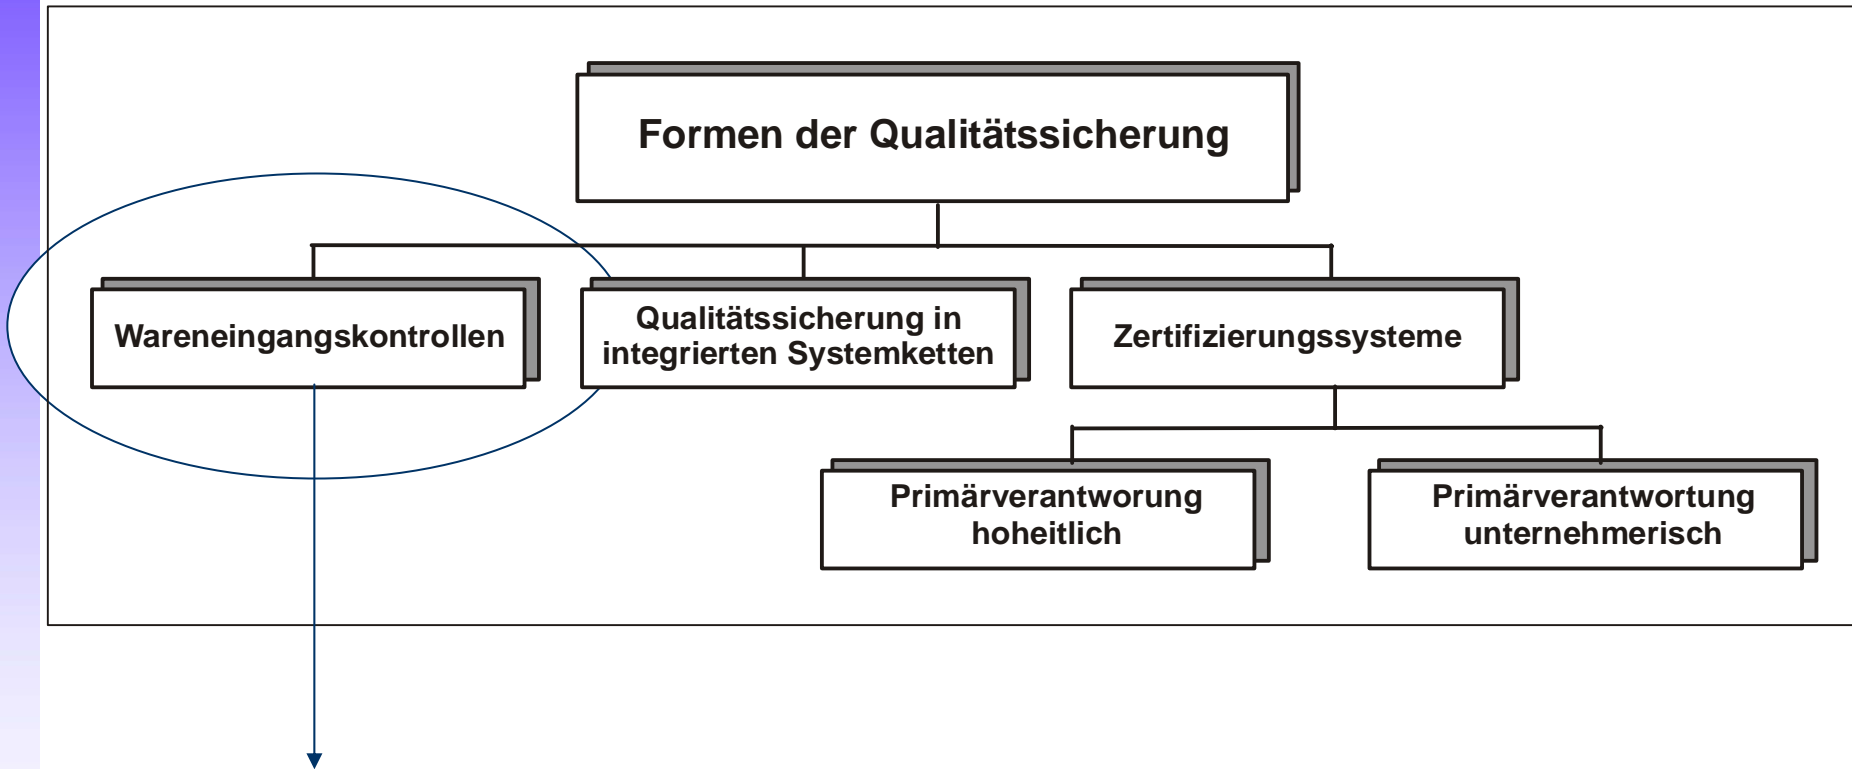 Formen der Qualitätssicherung
Wareneingangskontrollen
Qualitätssicherung in
integrierten Systemketten
Zertifizierungssysteme
Primärverantworung
hoheitlich
Primärverantwortung
unternehmerisch